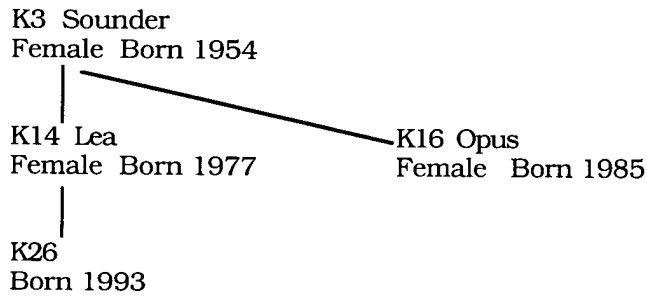 K3 Sounder
Female Born 1954
K14 Lea
Female Born 1977
K16 Opus
Female Born 1985
K26
Born 1993